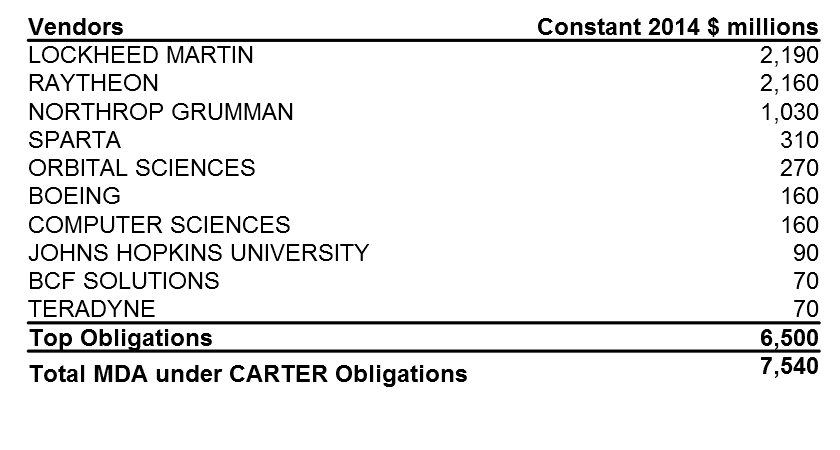 Vendors Constant 2014 $ millions
LOCKHEED MARTIN 2,190
RAYTHEON 2,160
NORTHROP GRUMMAN 1,030
SPARTA 310
ORBITAL SCIENCES 270
BOEING 160
COMPUTER SCIENCES 160
JOHNS HOPKINS UNIVERSITY 90
BCF SOLUTIONS 70
TERADYNE 70
Top Obligations 6,500
Total MDA under CARTER Obligations 7,540